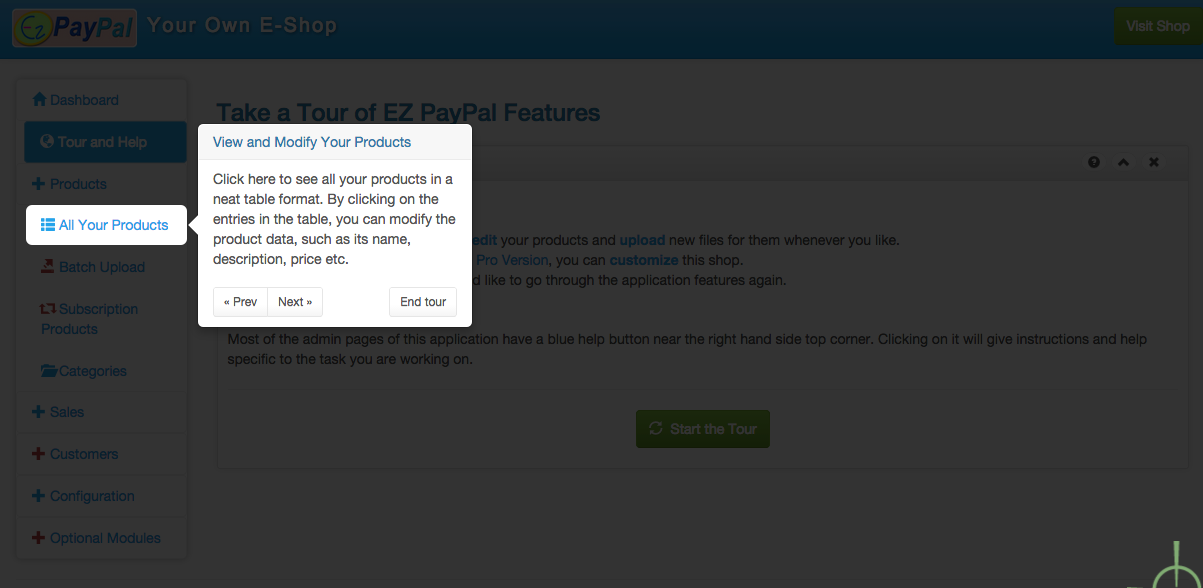 Ez PayPal Your Own E-Shop
Visit Shop
Dashboard
Tour and Help
Products
All Your Products
Batch Upload
Subscription
Products
Categories
Sales
Customers
Configuration
Optional Modules
Take a Tour of EZ PayPal Features
View and Modify Your Products
Click here to see all your products in a
neat table format. By clicking on the
entries in the table, you can modify the
product data, such as its name,
description, price etc.
« Prev Next » End tour
edit your products and upload new files for them whenever you like.
Pro Version, you can customize this shop.
like to go through the application features again.
Most of the admin pages of this application have a blue help button near the right hand side top corner. Clicking on it will give instructions and help
specific to the task you are working on.
Start the Tour